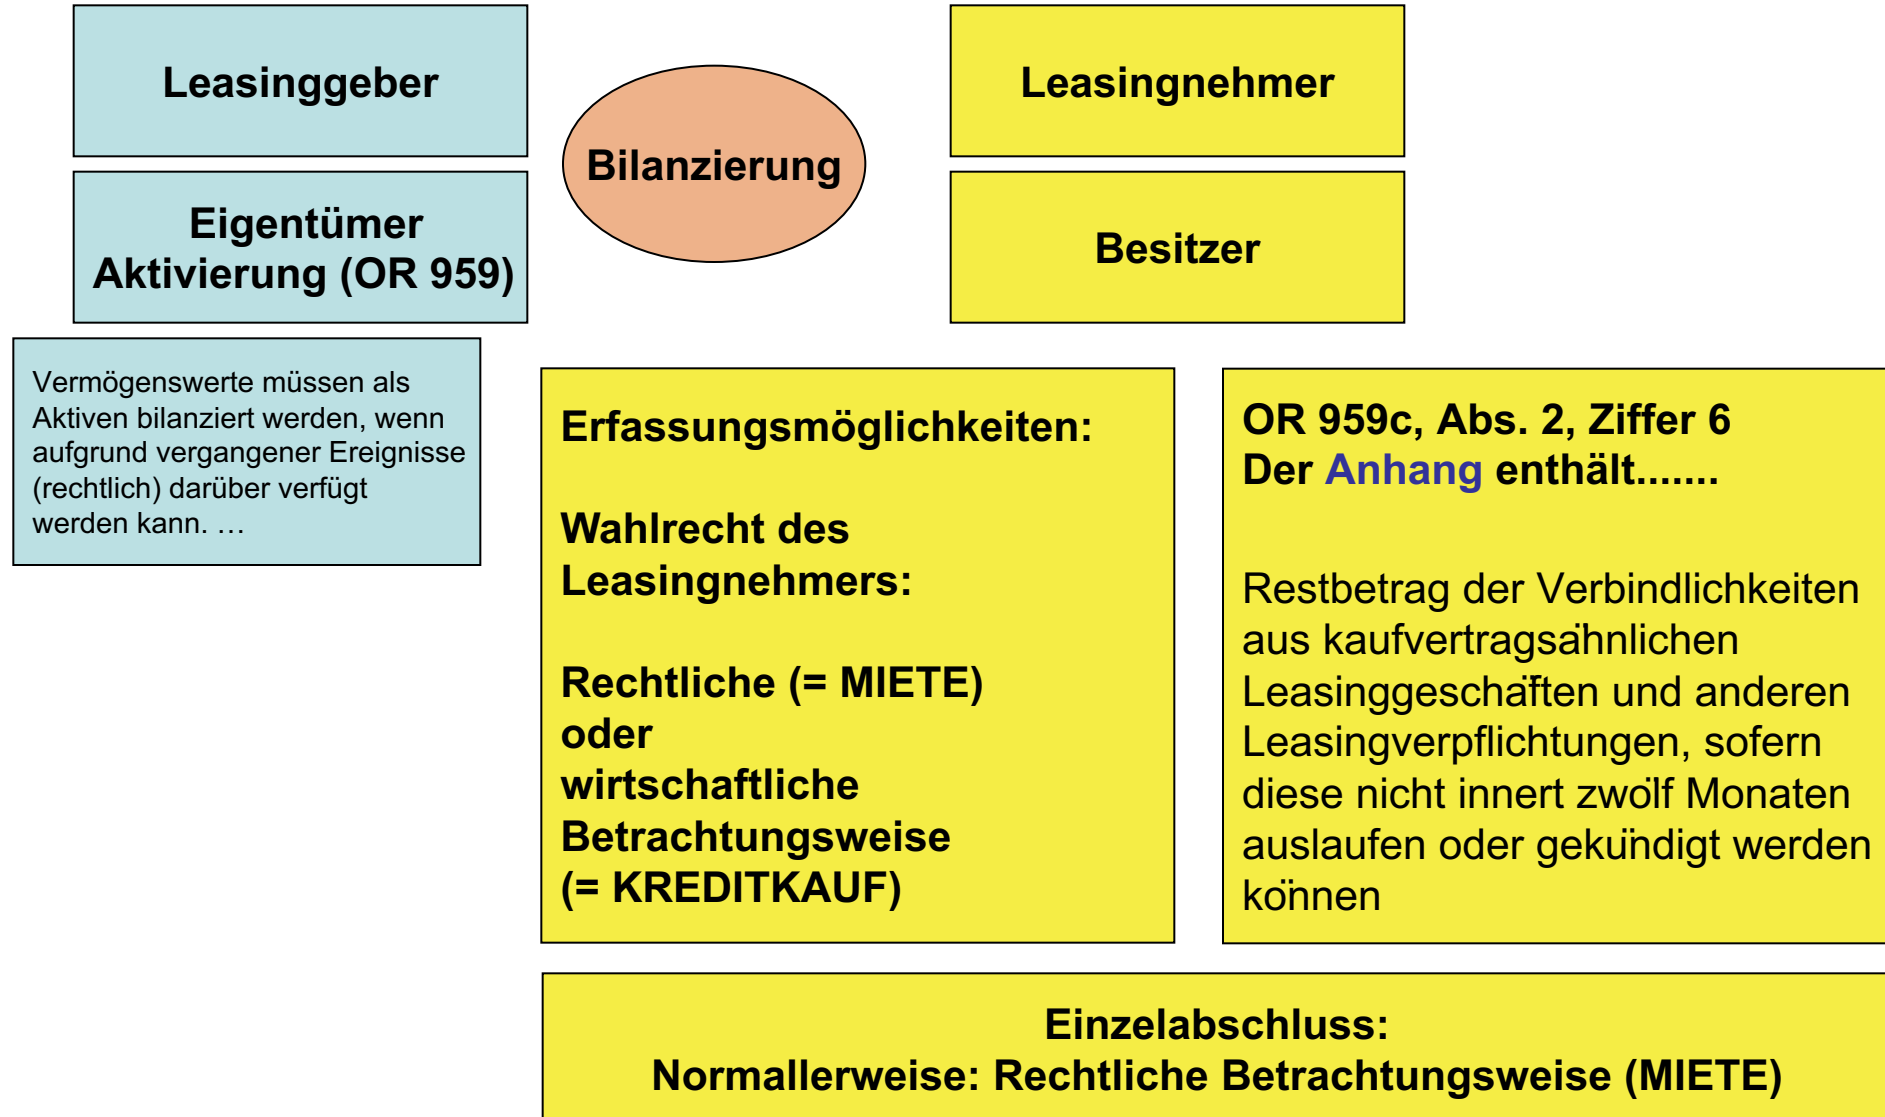 Leasinggeber
Eigentümer
Aktivierung (OR 959)
Vermögenswerte müssen als
Aktiven bilanziert werden, wenn
aufgrund vergangener Ereignisse
(rechtlich) darüber verfügt
werden kann. …
Bilanzierung
Leasingnehmer
Besitzer
Erfassungsmöglichkeiten:
Wahlrecht des
Leasingnehmers:
Rechtliche (= MIETE)
oder
wirtschaftliche
Betrachtungsweise
(= KREDITKAUF)
OR 959c, Abs. 2, Ziffer 6
Der Anhang enthält.......
Restbetrag der Verbindlichkeiten
aus kaufvertragsähnlichen
Leasinggeschäften und anderen
Leasingverpflichtungen, sofern
diese nicht innert zwölf Monaten
auslaufen oder gekündigt werden
können
Einzelabschluss:
Normallerweise: Rechtliche Betrachtungsweise (MIETE)